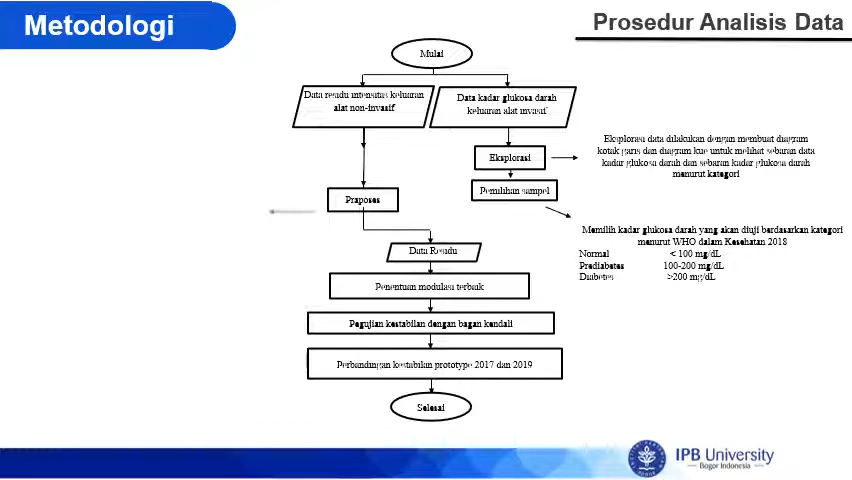 Metodologi
Prosedur Analisis Data
Mulai
Data residu intensitas keluaran
alat non-invasif
Data kadar glukosa darah
keluaran alat invasif
Eksplorasi
Eksplorasi data dilakukan dengan membuat diagram
kotak garis dan diagram kue untuk melihat sebaran data
kadar glukosa darah dan sebaran kadar glukosa darah
menurut kategori
Pemilihan sampel
Praposes
Memilih kadar glukosa darah yang akan diuji berdasarkan kategori
menurut WHO dalam Kesehatan 2018
Normal < 100 mg/dL
Prediabetes 100-200 mg/dL
Diabetes >200 mg/dL
Data Residu
Penentuan modulasi terbaik
Pegujian kestabilan dengan bagan kendali
Perbandingan kestabilan prototype 2017 dan 2019
Selesai
IPB University
Bogor Indonesia